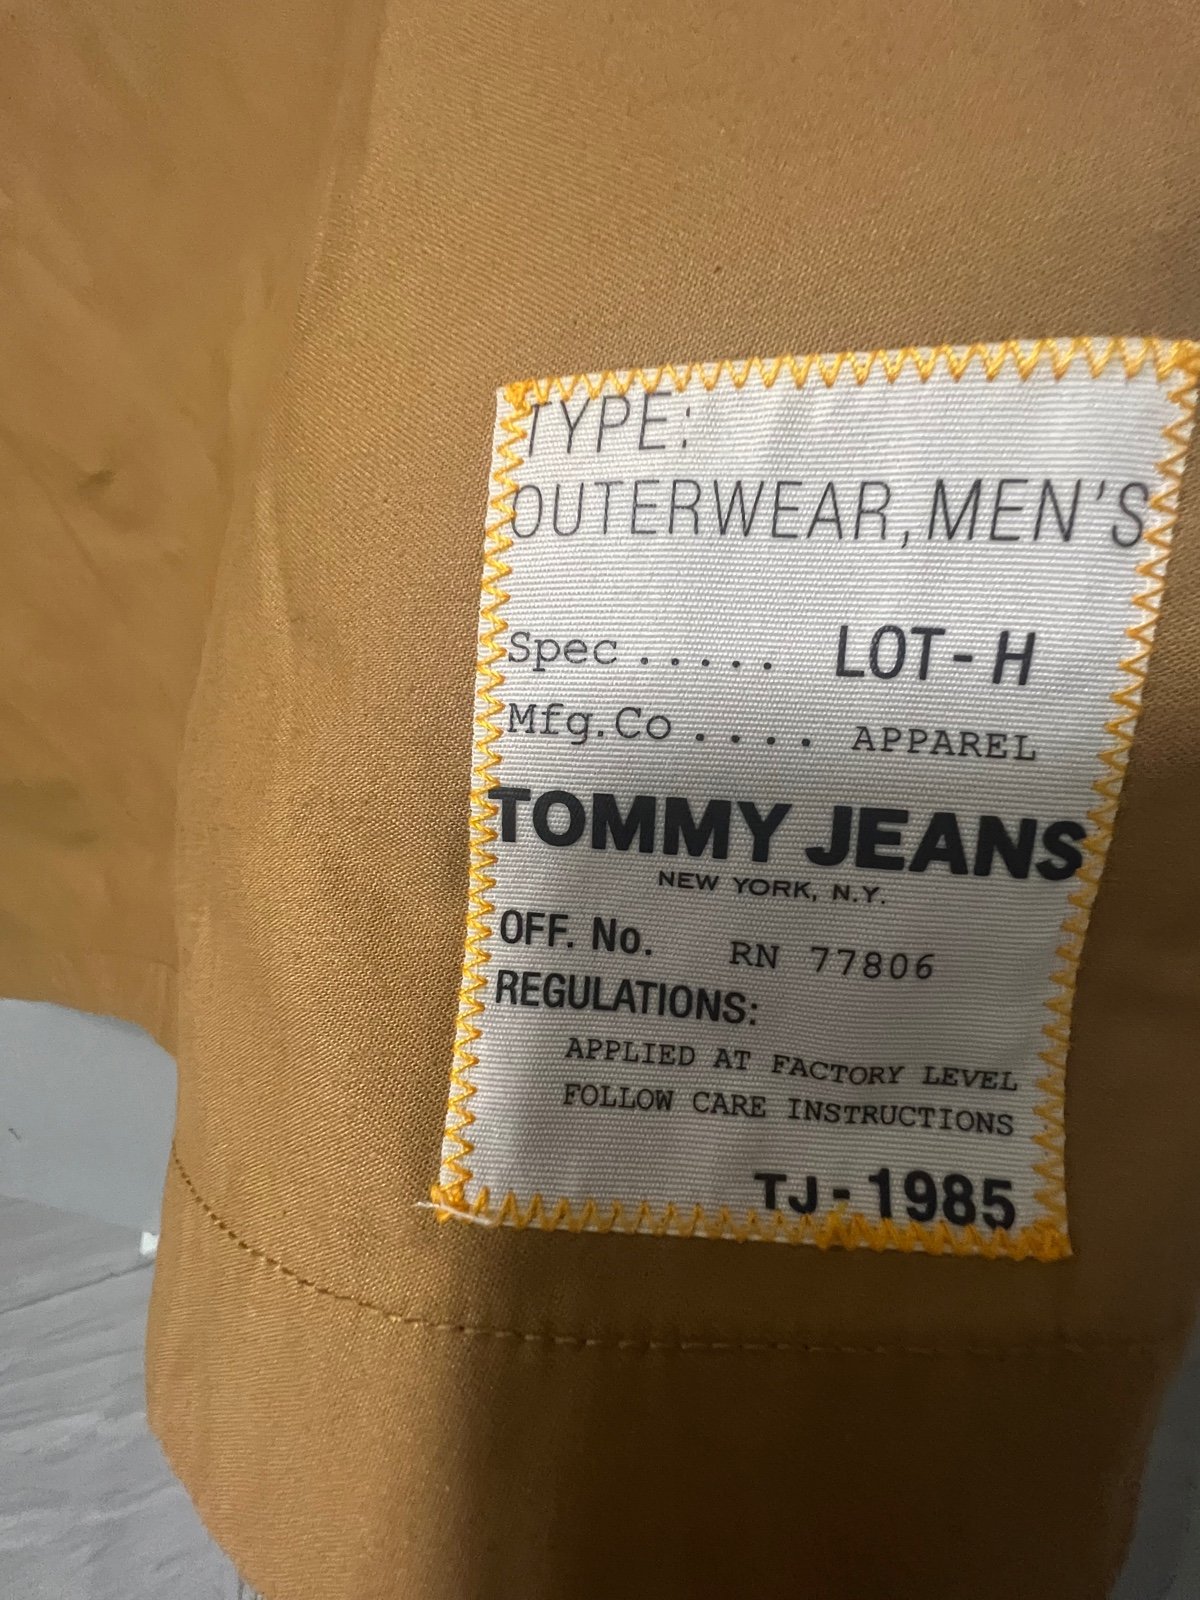 TYPE:
OUTERWEAR, MEN'S
Spec ..... LOT-H
Mfg.Co .... APPAREL
TOMMY JEANS
NEW YORK, N.Y.
OFF. No. RN 77806
REGULATIONS:
APPLIED AT FACTORY LEVEL
FOLLOW CARE INSTRUCTIONS
TJ-1985